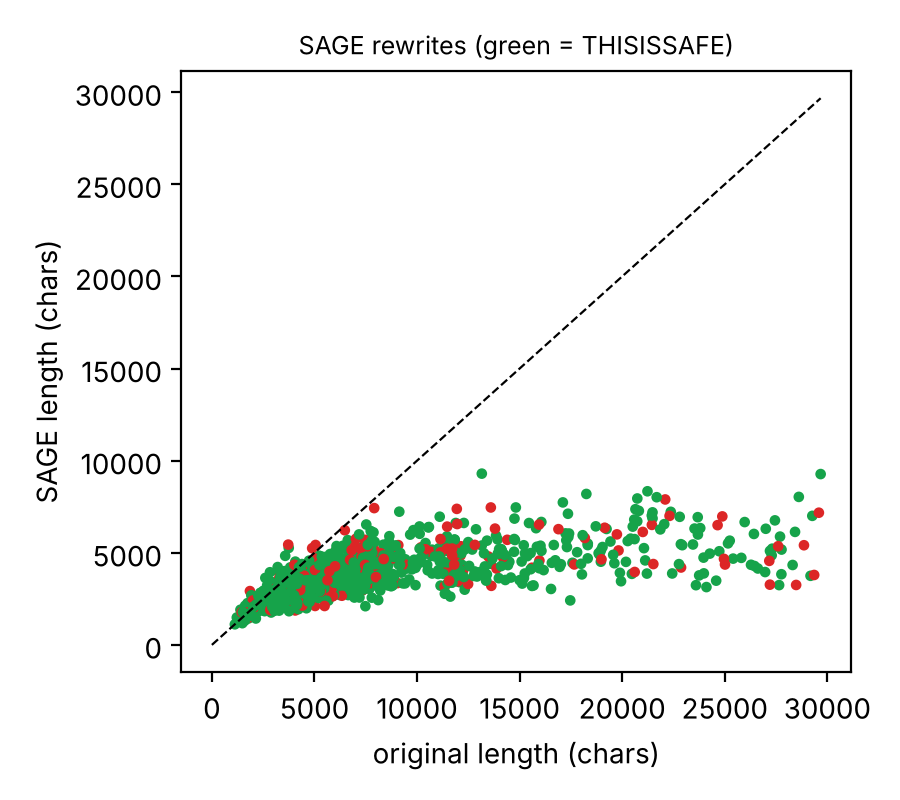 SAGE rewrites (green = THISISSAFE)
30000
25000
20000
15000
10000
5000
0
SAGE length (chars)
0 5000 10000 15000 20000 25000 30000
original length (chars)